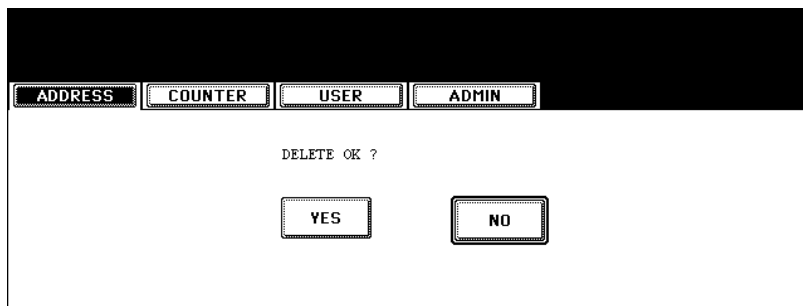 ADDRESS COUNTER USER ADMIN
DELETE OK ?
YES NO